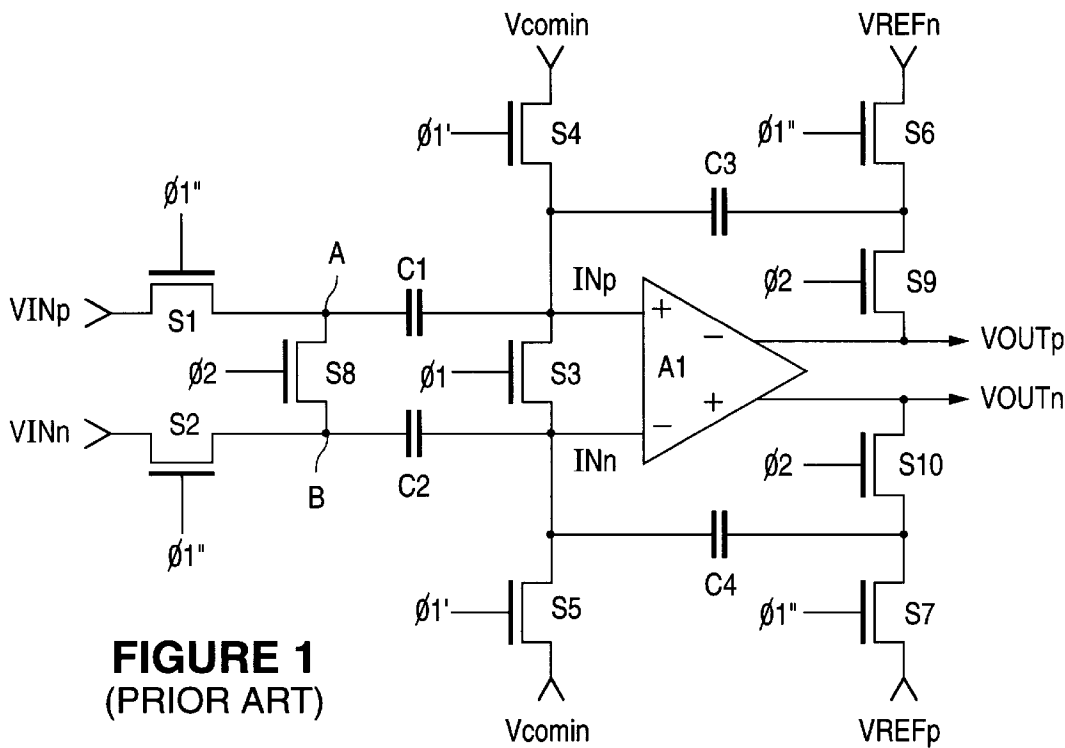 Vcomin VREFn
Ø1' S4 Ø1" S6
C3
Ø1"
A C1 INp Ø2 S9
VINp S1 + − VOUTp
Ø2 S8 Ø1 S3 A1
VINn S2 + − VOUTn
B C2 INn Ø2 S10
Ø1"
C4
Ø1' S5 Ø1" S7
FIGURE 1
(PRIOR ART)
Vcomin VREFp